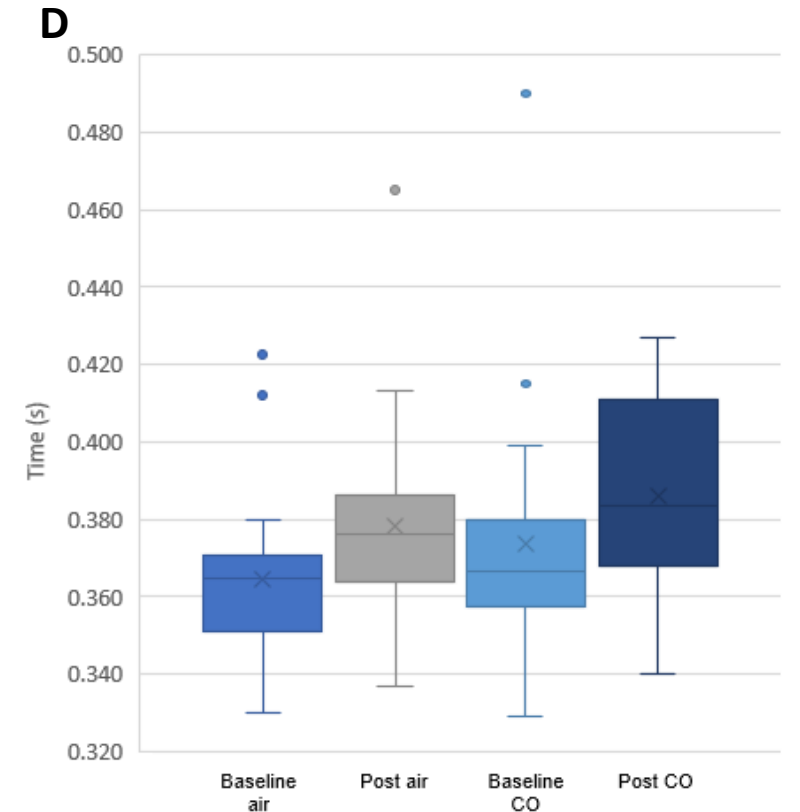 D
0.500
0.480
0.460
0.440
0.420
0.400
0.380
0.360
0.340
0.320
Time (s)
Baseline
air
Post air
Baseline
CO
Post CO